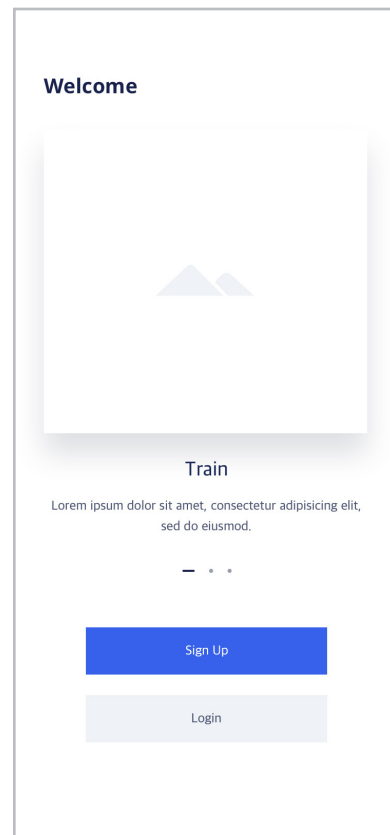 Welcome
Train
Lorem ipsum dolor sit amet, consectetur adipisicing elit,
sed do eiusmod.
Sign Up
Login